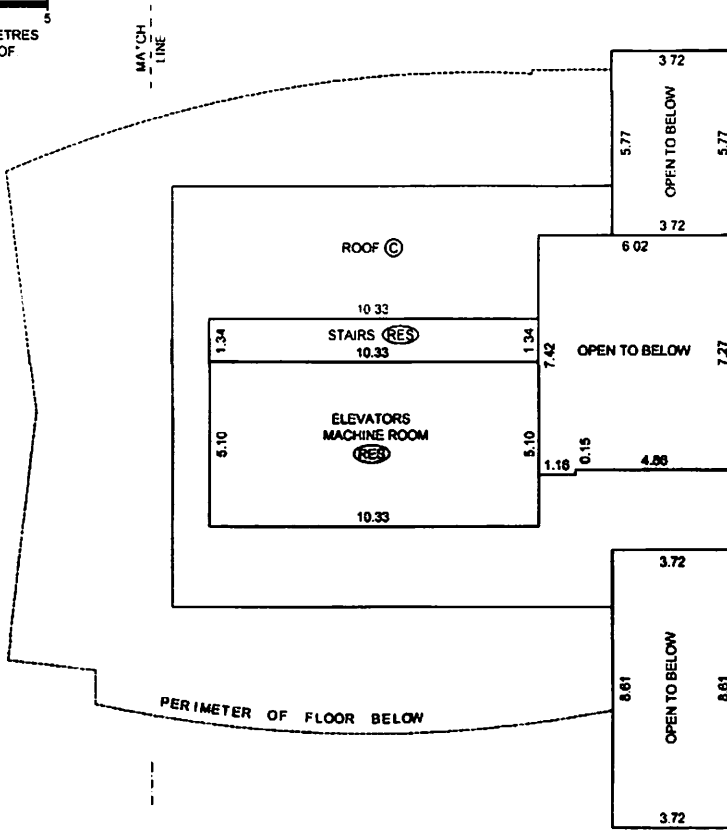 5
ETRES
OF
MATCH
LINE
3 72
5.77
OPEN TO BELOW
5.77
3 72
6 02
ROOF C
10 33
1.34
STAIRS RES
1 34
10.33
7.42
OPEN TO BELOW
7.27
ELEVATORS
MACHINE ROOM
RES
5.10
5.10
1.16
0.15
4.86
10.33
3.72
8.61
OPEN TO BELOW
8.61
3.72
PERIMETER OF FLOOR BELOW